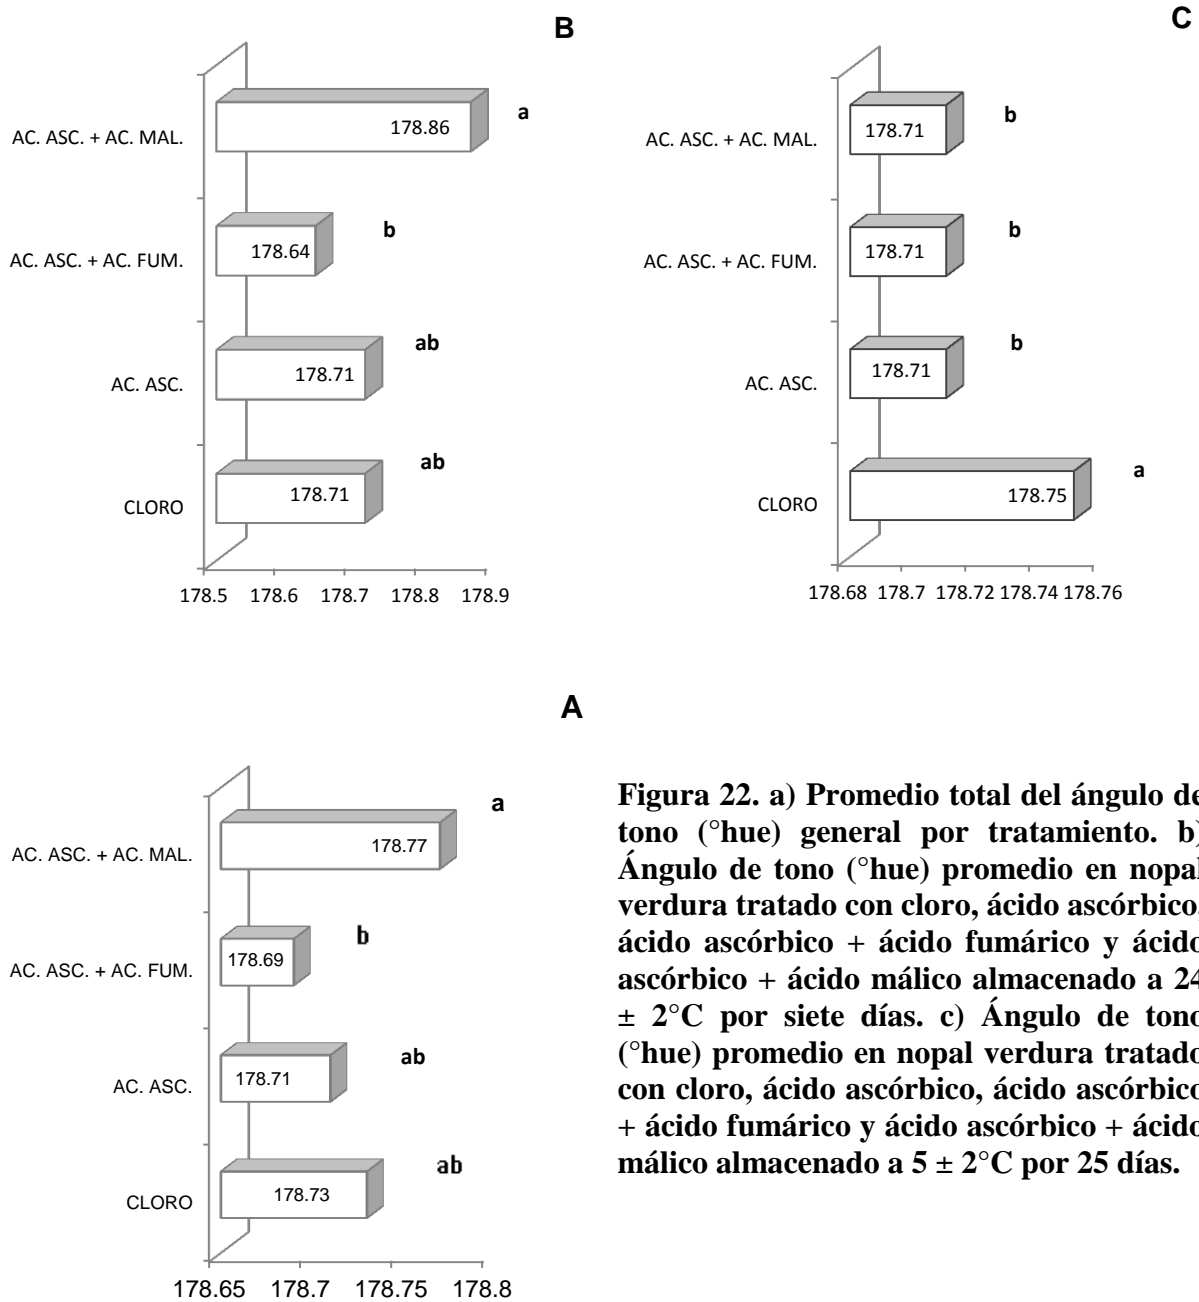 B
AC. ASC. + AC. MAL.
178.86
a
AC. ASC. + AC. FUM.
178.64
b
AC. ASC.
178.71
ab
CLORO
178.71
ab
178.5 178.6 178.7 178.8 178.9
C
AC. ASC. + AC. MAL.
178.71
b
AC. ASC. + AC. FUM.
178.71
b
AC. ASC.
178.71
b
CLORO
178.75
a
178.68 178.7 178.72 178.74 178.76
A
AC. ASC. + AC. MAL.
178.77
a
AC. ASC. + AC. FUM.
178.69
b
AC. ASC.
178.71
ab
CLORO
178.73
ab
178.65 178.7 178.75 178.8
Figura 22. a) Promedio total del ángulo de
tono (°hue) general por tratamiento. b)
Ángulo de tono (°hue) promedio en nopal
verdura tratado con cloro, ácido ascórbico,
ácido ascórbico + ácido fumárico y ácido
ascórbico + ácido málico almacenado a 24
± 2°C por siete días. c) Ángulo de tono
(°hue) promedio en nopal verdura tratado
con cloro, ácido ascórbico, ácido ascórbico
+ ácido fumárico y ácido ascórbico + ácido
málico almacenado a 5 ± 2°C por 25 días.